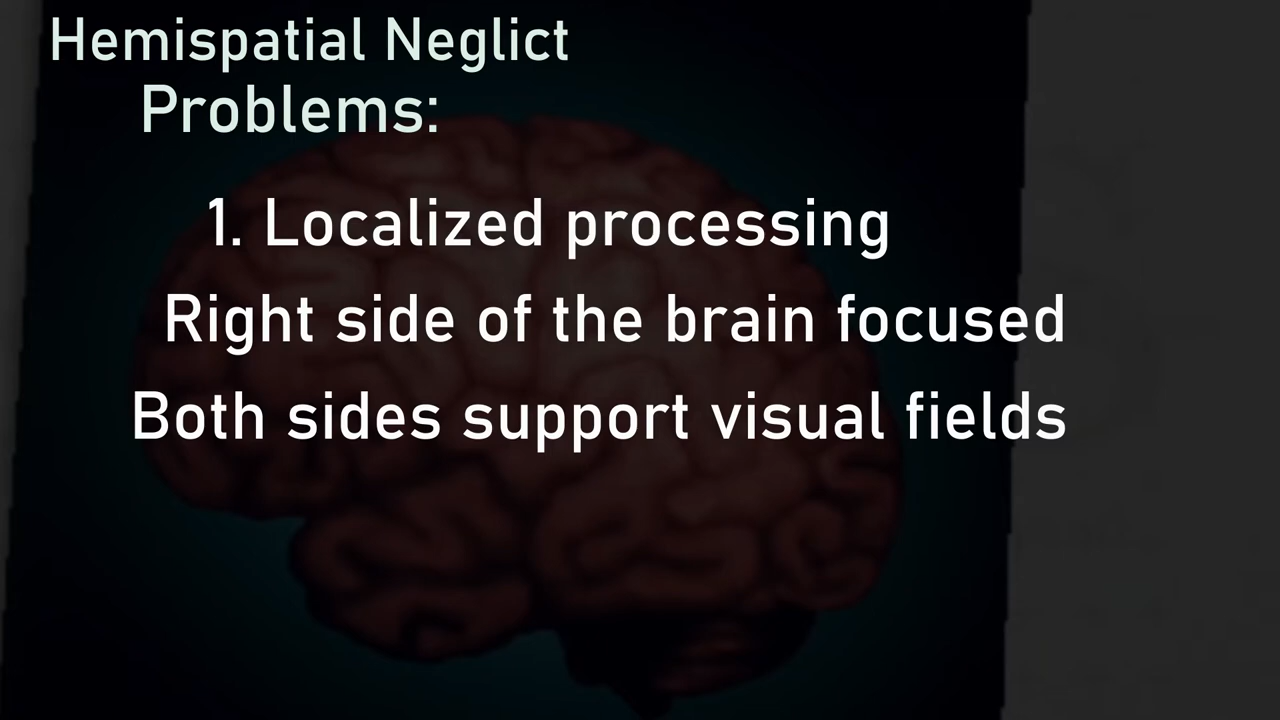 Hemispatial Neglict
Problems:
1. Localized processing
Right side of the brain focused
Both sides support visual fields